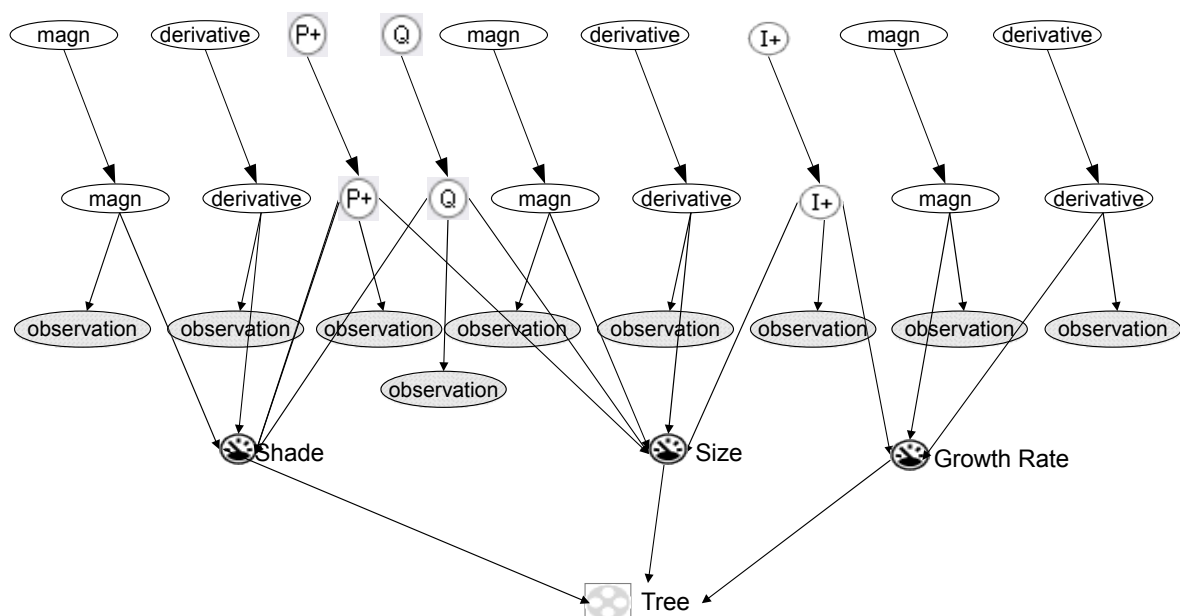 magn derivative P+ Q magn derivative I+ magn derivative
magn derivative P+ Q magn derivative I+ magn derivative
observation observation observation observation observation observation observation observation
observation
Shade Size Growth Rate
Tree